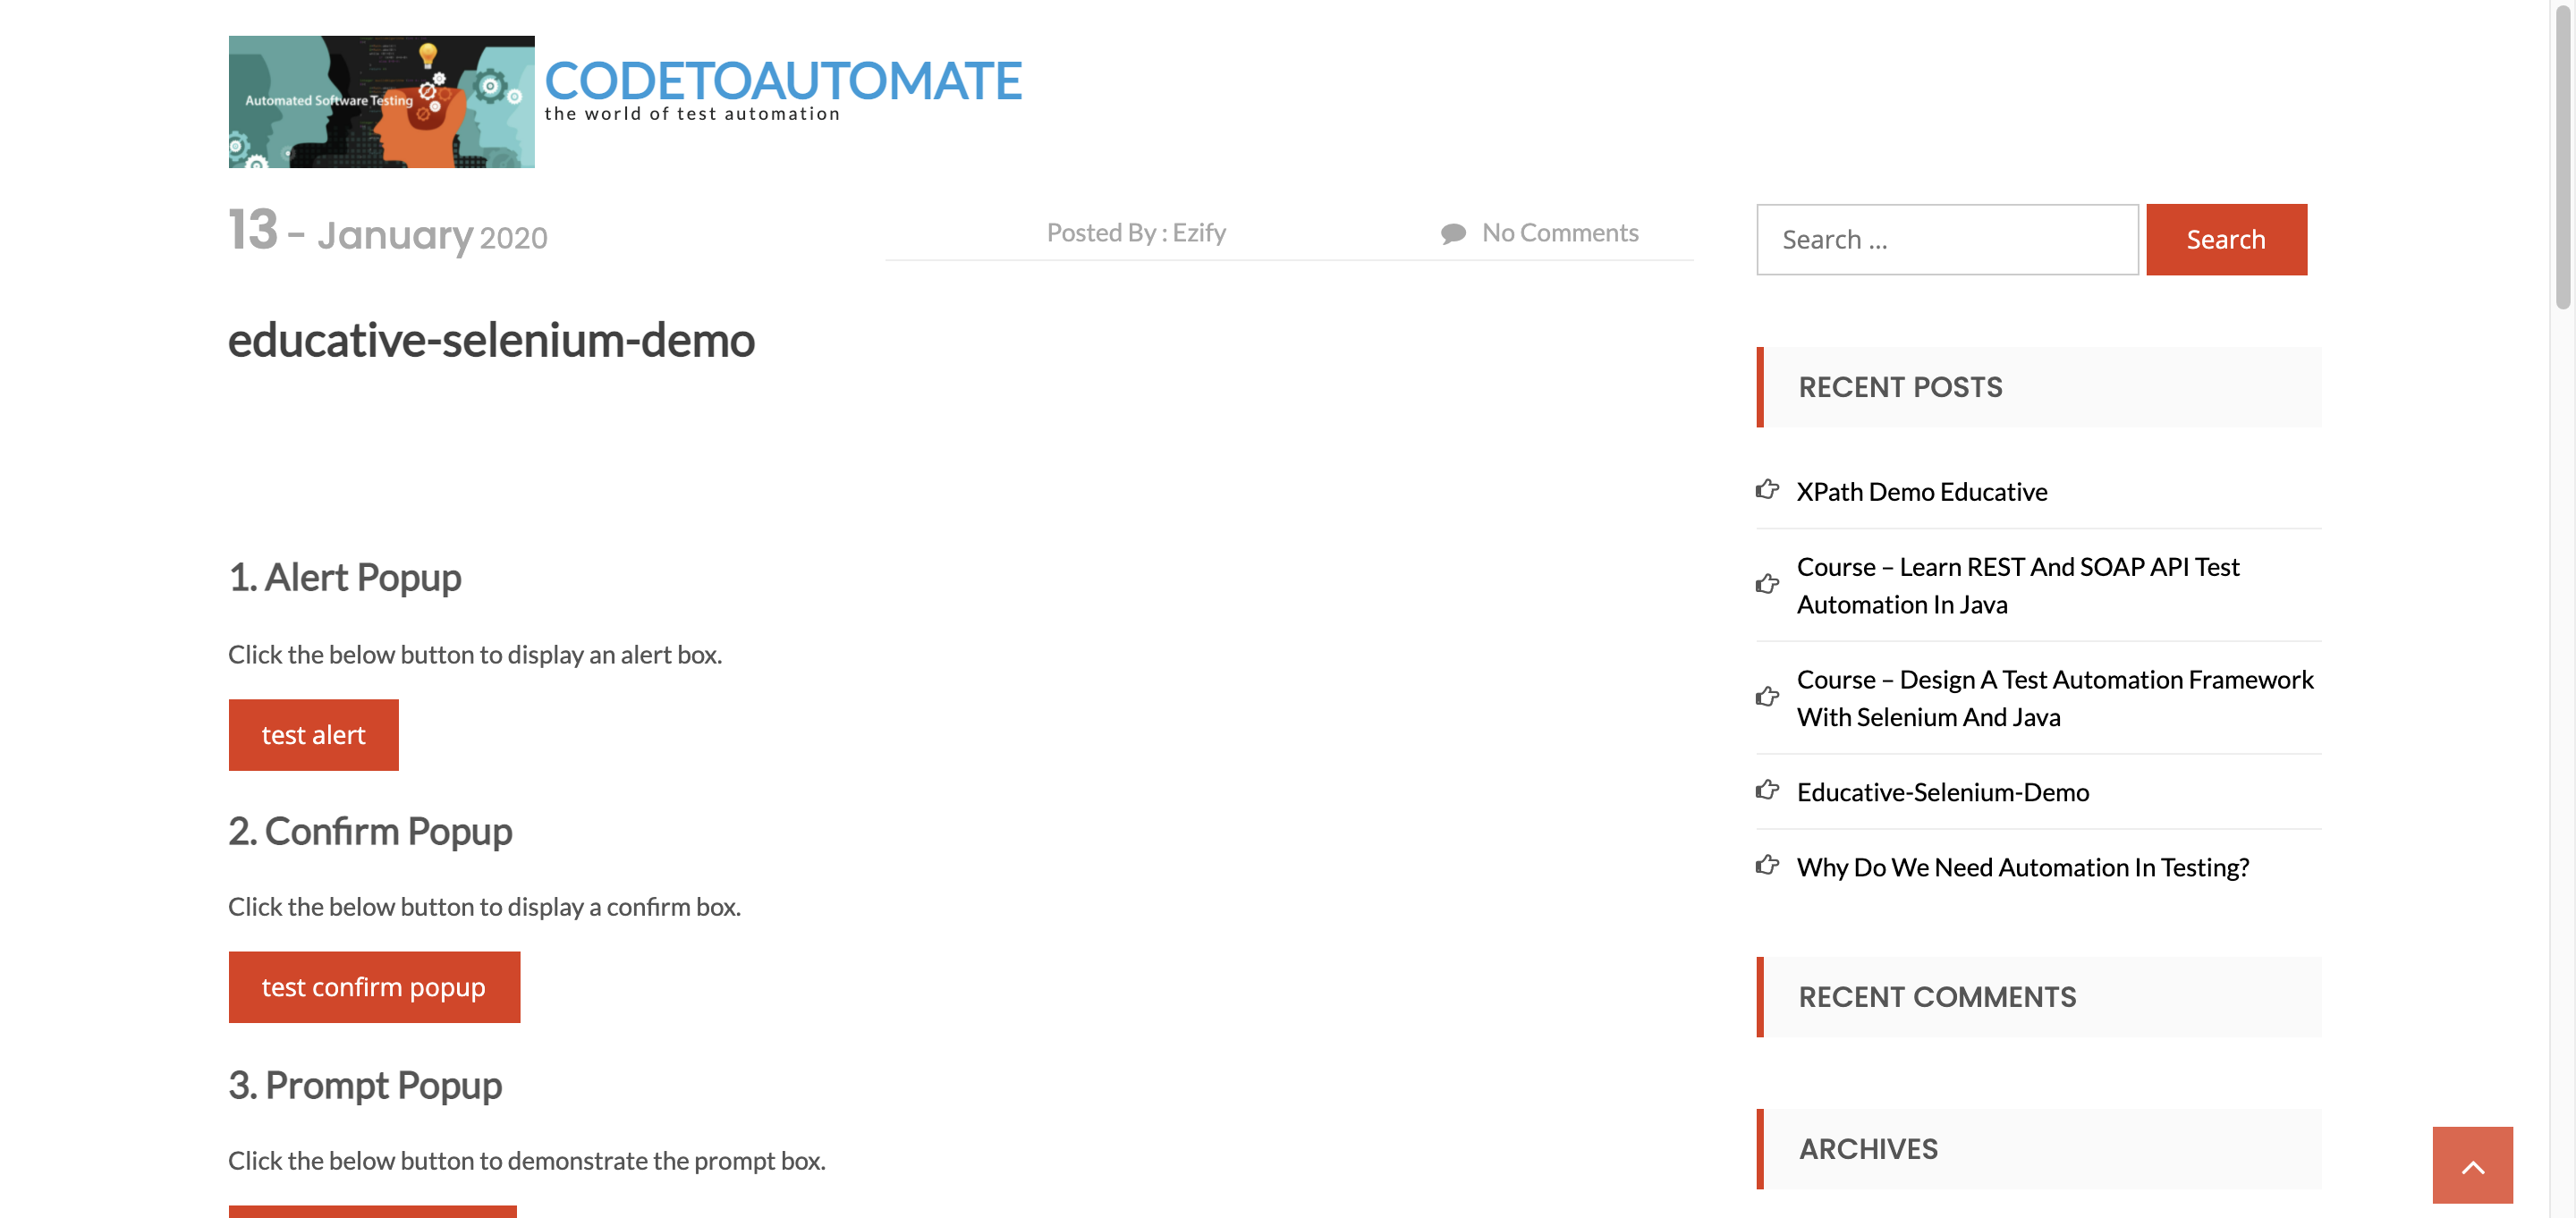 Automated Software Testing
CODETOAUTOMATE
the world of test automation
13 - January 2020
Posted By : Ezify
No Comments
educative-selenium-demo
1. Alert Popup
Click the below button to display an alert box.
test alert
2. Confirm Popup
Click the below button to display a confirm box.
test confirm popup
3. Prompt Popup
Click the below button to demonstrate the prompt box.
Search ...
Search
RECENT POSTS
XPath Demo Educative
Course – Learn REST And SOAP API Test
Automation In Java
Course – Design A Test Automation Framework
With Selenium And Java
Educative-Selenium-Demo
Why Do We Need Automation In Testing?
RECENT COMMENTS
ARCHIVES